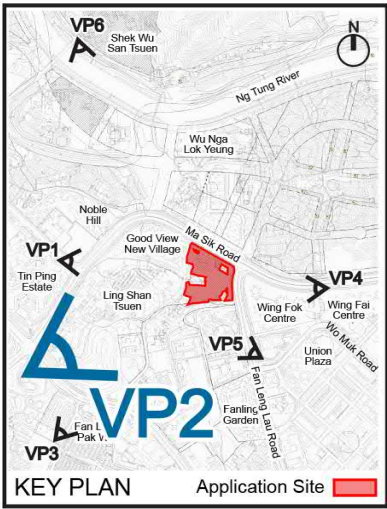 VP6
Shek Wu
San Tsuen
N
Ng Tung River
Wu Nga
Lok Yeung
Noble
Hill
Good View
New Village
Ma Sik Road
VP1
Tin Ping
Estate
Ling Shan
Tsuen
VP4
Wing Fok
Centre
Wing Fai
Centre
Wo Muk Road
VP5
Union
Plaza
VP2
Fan Leng Lau Road
Fanling
Garden
Fan L
Pak W
VP3
KEY PLAN
Application Site